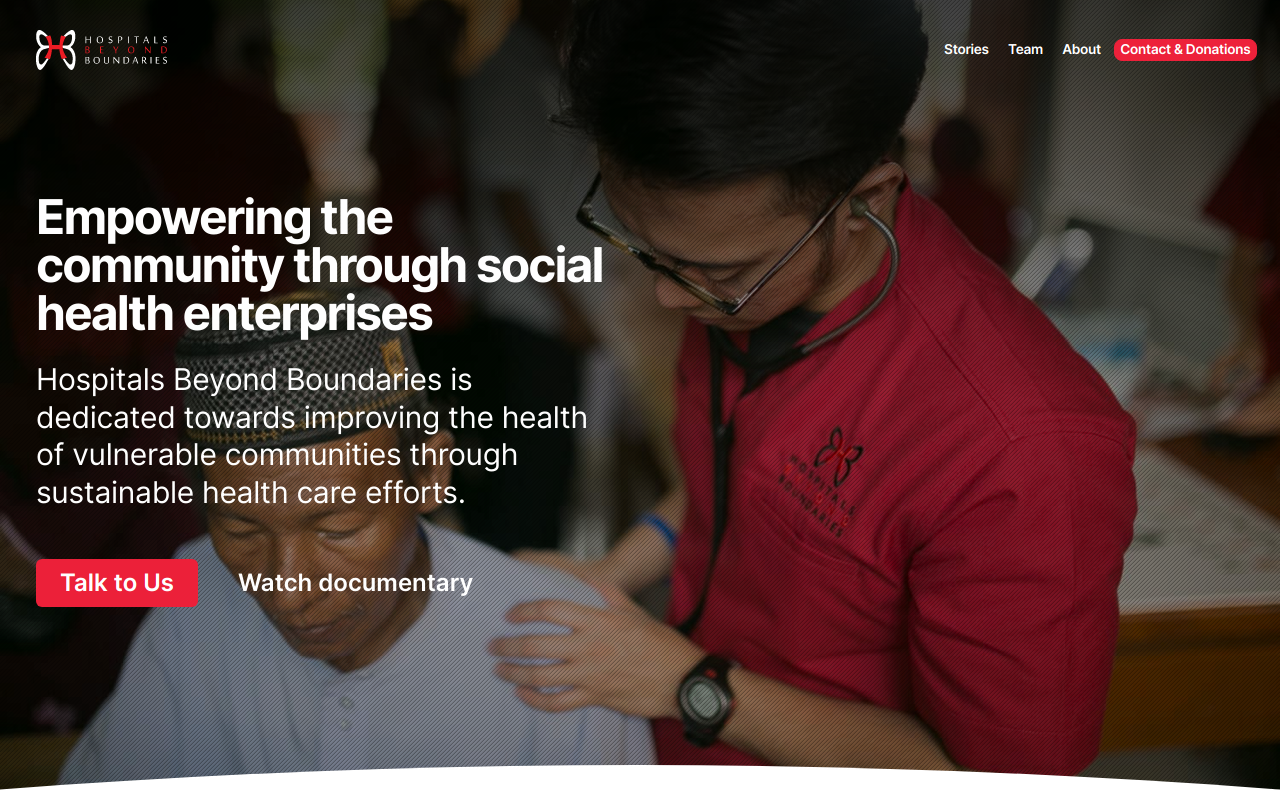 HOSPITALS
BEYOND
BOUNDARIES
Stories
Team
About
Contact & Donations
Empowering the
community through social
health enterprises
Hospitals Beyond Boundaries is
dedicated towards improving the health
of vulnerable communities through
sustainable health care efforts.
HOSPITALS
BEYOND
BOUNDARIES
Talk to Us
Watch documentary